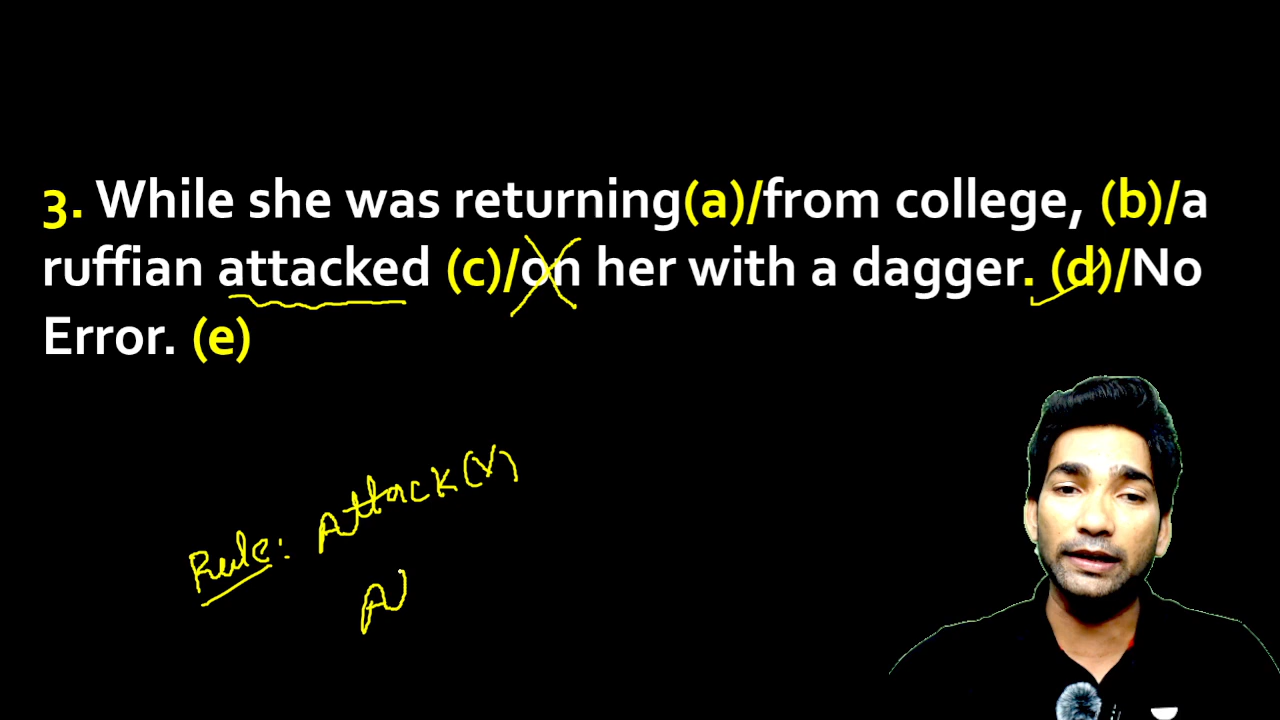 3. While she was returning(a)/from college, (b)/a
ruffian attacked (c)/on her with a dagger. (d)/No
Error. (e)
Rule: Attack(V)
A